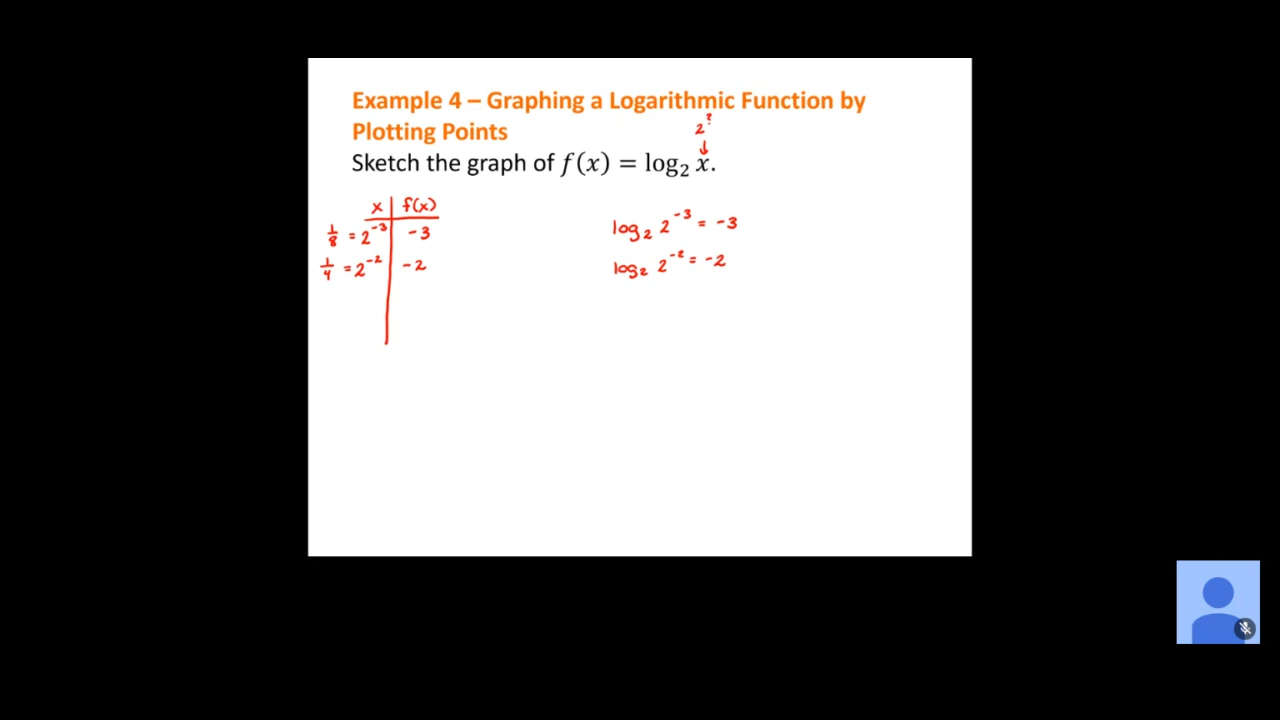 Example 4 – Graphing a Logarithmic Function by
Plotting Points
2?
↓
Sketch the graph of f(x) = log₂ x.
x | f(x)
1/8 = 2⁻³ | -3
1/4 = 2⁻² | -2
log₂ 2⁻³ = -3
log₂ 2⁻² = -2